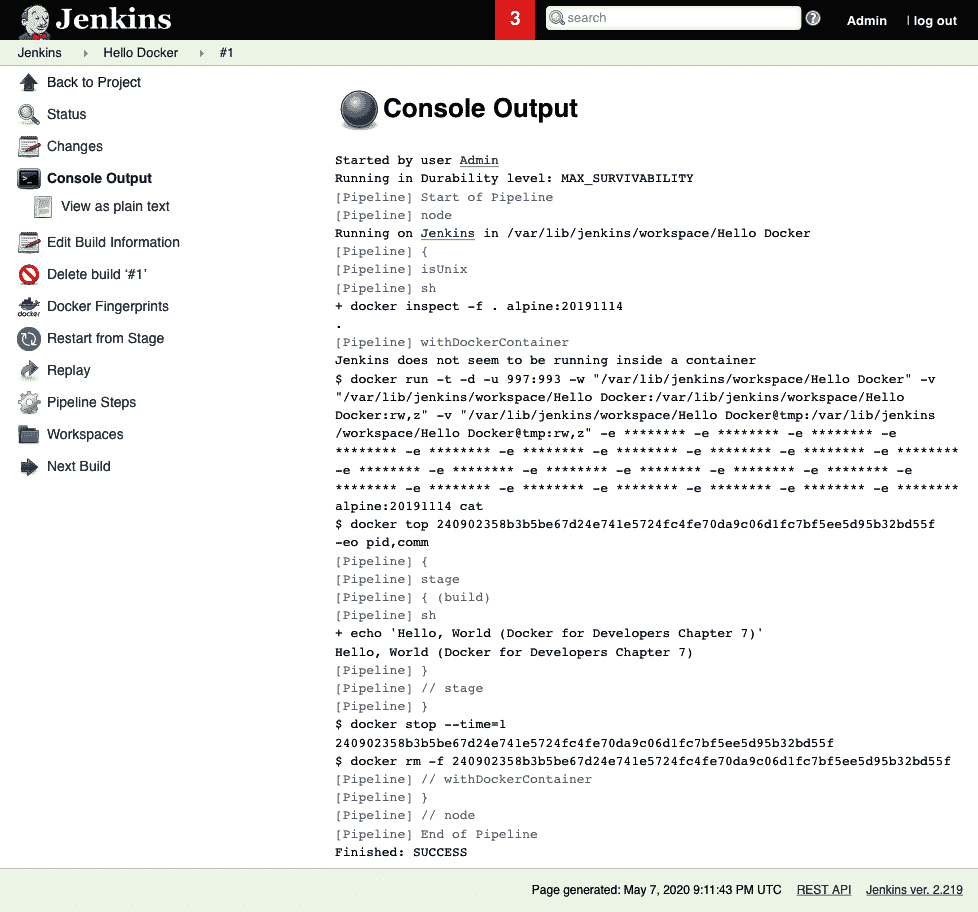 Jenkins
3
search
?
Admin
| log out
Jenkins
Hello Docker
#1
Back to Project
Status
Changes
Console Output
View as plain text
Edit Build Information
Delete build ‘#1’
docker
Docker Fingerprints
Restart from Stage
Replay
Pipeline Steps
Workspaces
Next Build
Console Output
Started by user Admin
Running in Durability level: MAX_SURVIVABILITY
[Pipeline] Start of Pipeline
[Pipeline] node
Running on Jenkins in /var/lib/jenkins/workspace/Hello Docker
[Pipeline] {
[Pipeline] isUnix
[Pipeline] sh
+ docker inspect -f . alpine:20191114
.
[Pipeline] withDockerContainer
Jenkins does not seem to be running inside a container
$ docker run -t -d -u 997:993 -w "/var/lib/jenkins/workspace/Hello Docker" -v
"/var/lib/jenkins/workspace/Hello Docker:/var/lib/jenkins/workspace/Hello
Docker:rw,z" -v "/var/lib/jenkins/workspace/Hello Docker@tmp:/var/lib/jenkins
/workspace/Hello Docker@tmp:rw,z" -e ******** -e ******** -e ******** -e
******** -e ******** -e ******** -e ******** -e ******** -e ******** -e ********
-e ******** -e ******** -e ******** -e ******** -e ******** -e ******** -e
******** -e ******** -e ******** -e ******** -e ******** -e ******** -e ********
alpine:20191114 cat
$ docker top 240902358b3b5be67d24e741e5724fc4fe70da9c06d1fc7bf5ee5d95b32bd55f
-eo pid,comm
[Pipeline] {
[Pipeline] stage
[Pipeline] { (build)
[Pipeline] sh
+ echo 'Hello, World (Docker for Developers Chapter 7)'
Hello, World (Docker for Developers Chapter 7)
[Pipeline] }
[Pipeline] // stage
[Pipeline] }
$ docker stop --time=1
240902358b3b5be67d24e741e5724fc4fe70da9c06d1fc7bf5ee5d95b32bd55f
$ docker rm -f 240902358b3b5be67d24e741e5724fc4fe70da9c06d1fc7bf5ee5d95b32bd55f
[Pipeline] // withDockerContainer
[Pipeline] }
[Pipeline] // node
[Pipeline] End of Pipeline
Finished: SUCCESS
Page generated: May 7, 2020 9:11:43 PM UTC
REST API
Jenkins ver. 2.219